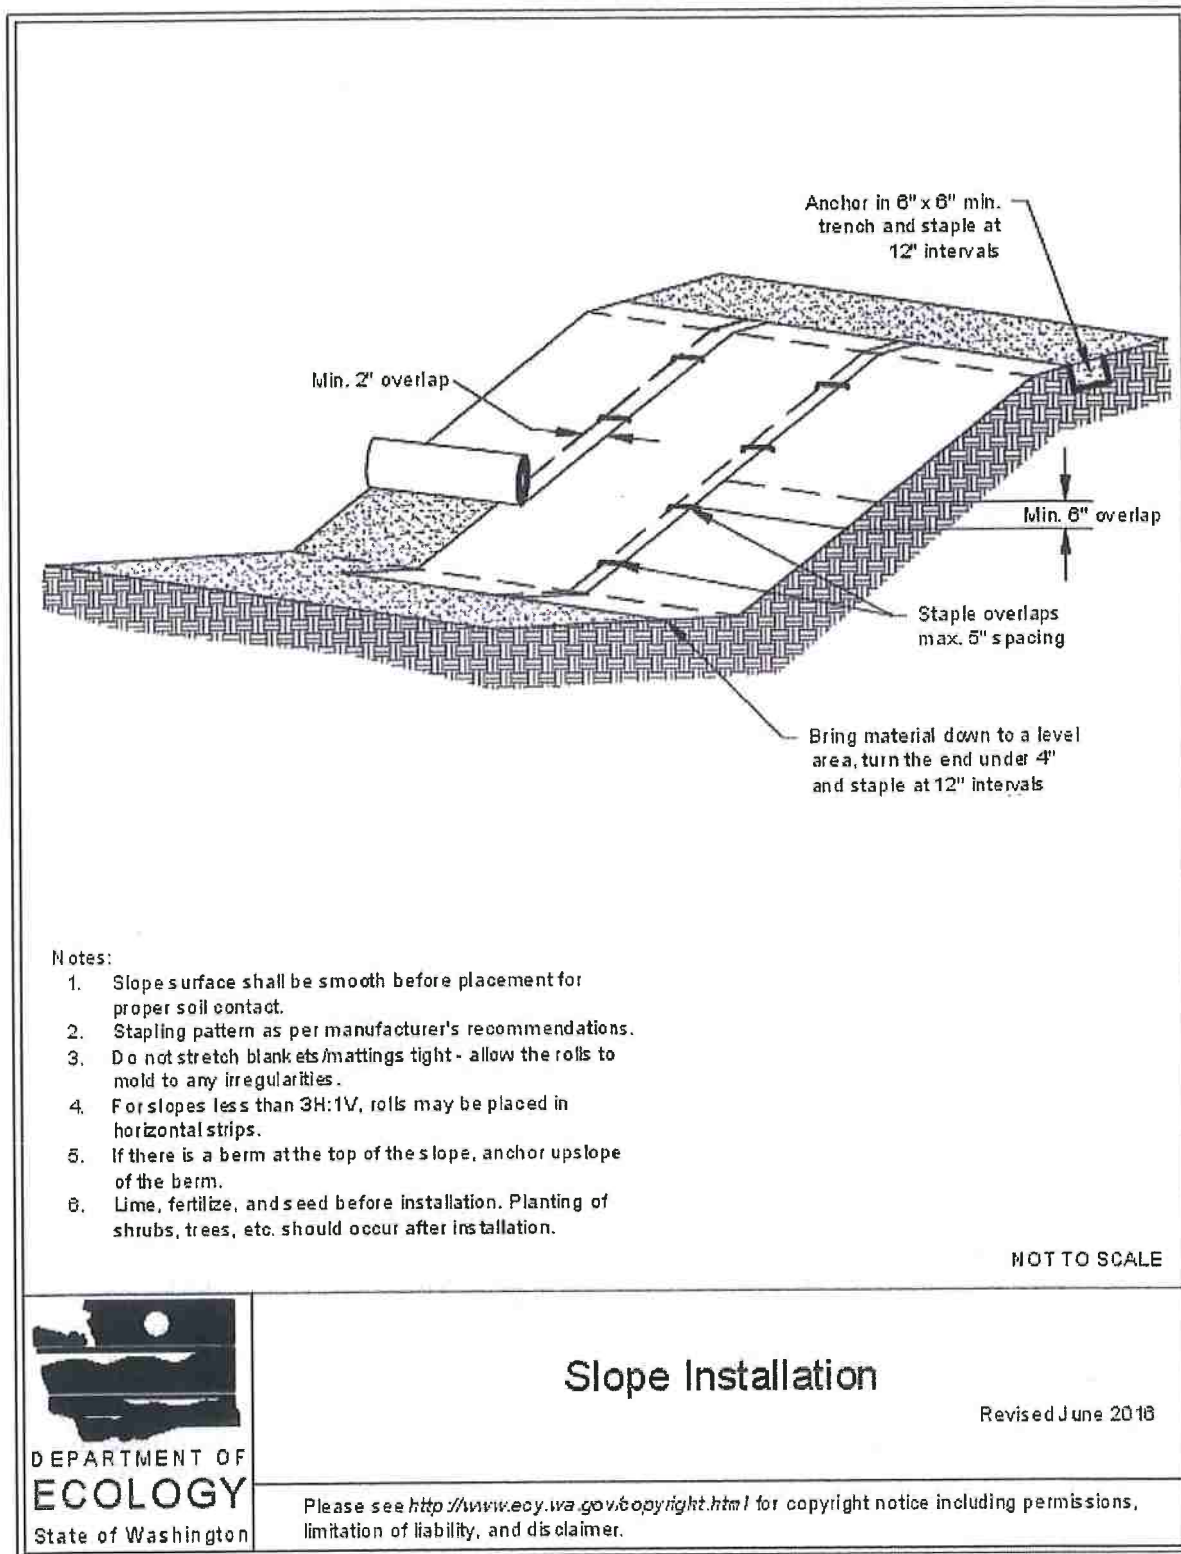 Anchor in 6" x 6" min.
trench and staple at
12" intervals
Min. 2" overlap
Min. 6" overlap
Staple overlaps
max. 5" spacing
Bring material down to a level
area, turn the end under 4"
and staple at 12" intervals
Notes:
1. Slope surface shall be smooth before placement for
proper soil contact.
2. Stapling pattern as per manufacturer's recommendations.
3. Do not stretch blankets/mattings tight - allow the rolls to
mold to any irregularities.
4. For slopes less than 3H:1V, rolls may be placed in
horizontal strips.
5. If there is a berm at the top of the slope, anchor upslope
of the berm.
6. Lime, fertilize, and seed before installation. Planting of
shrubs, trees, etc. should occur after installation.
NOT TO SCALE
DEPARTMENT OF
ECOLOGY
State of Washington
Slope Installation
Revised June 2016
Please see http://www.ecy.wa.gov/copyright.html for copyright notice including permissions,
limitation of liability, and disclaimer.